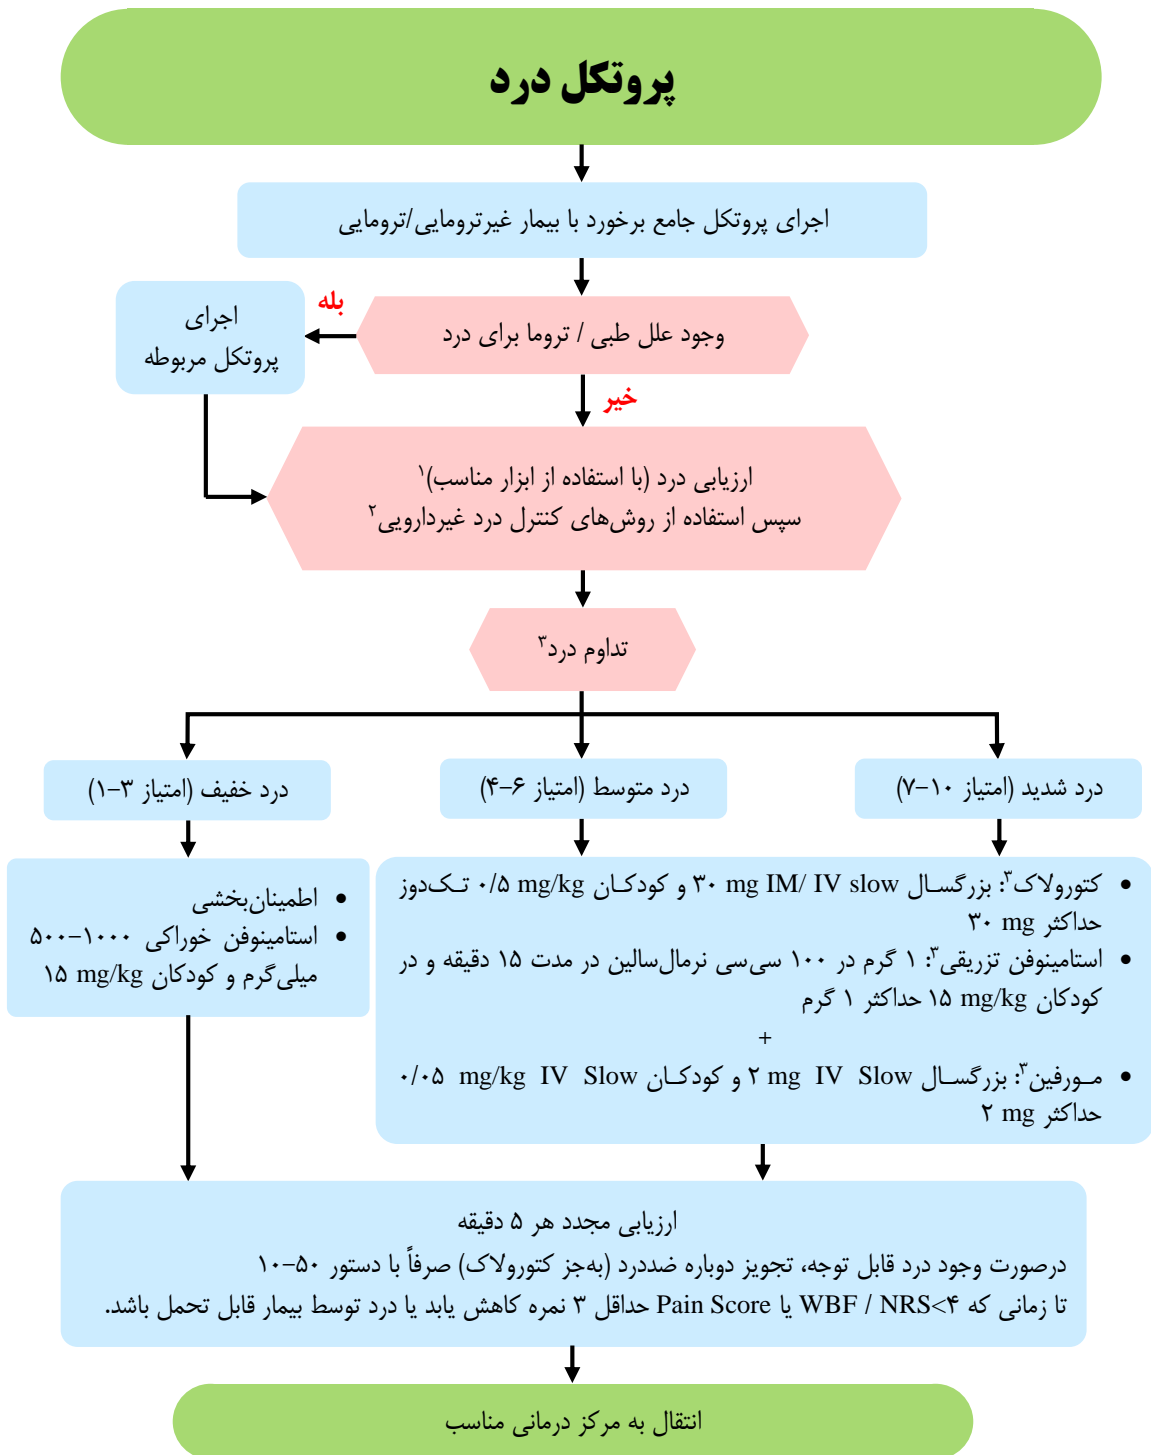 پروتکل درد
اجرای پروتکل جامع برخورد با بیمار غیرترومایی/ترومایی
وجود علل طبی / تروما برای درد
بله
اجرای
پروتکل مربوطه
خیر
ارزیابی درد (با استفاده از ابزار مناسب)۱
سپس استفاده از روش‌های کنترل درد غیردارویی۲
تداوم درد۳
درد شدید (امتیاز ۱۰-۷)
درد متوسط (امتیاز ۶-۴)
درد خفیف (امتیاز ۳-۱)
• کتورولاک۳: بزرگسال ۳۰ mg IM/ IV slow و کودکان ۰/۵ mg/kg تک‌دوز
حداکثر ۳۰ mg
• استامینوفن تزریقی۳: ۱ گرم در ۱۰۰ سی‌سی نرمال‌سالین در مدت ۱۵ دقیقه و در
کودکان ۱۵ mg/kg حداکثر ۱ گرم
+
• مورفین۳: بزرگسال ۲ mg IV Slow و کودکان ۰/۰۵ mg/kg IV Slow
حداکثر ۲ mg
• اطمینان‌بخشی
• استامینوفن خوراکی ۱۰۰۰-۵۰۰
میلی‌گرم و کودکان ۱۵ mg/kg
ارزیابی مجدد هر ۵ دقیقه
درصورت وجود درد قابل توجه، تجویز دوباره ضددرد (به‌جز کتورولاک) صرفاً با دستور ۵۰-۱۰
تا زمانی که WBF / NRS<۴ یا Pain Score حداقل ۳ نمره کاهش یابد یا درد توسط بیمار قابل تحمل باشد.
انتقال به مرکز درمانی مناسب